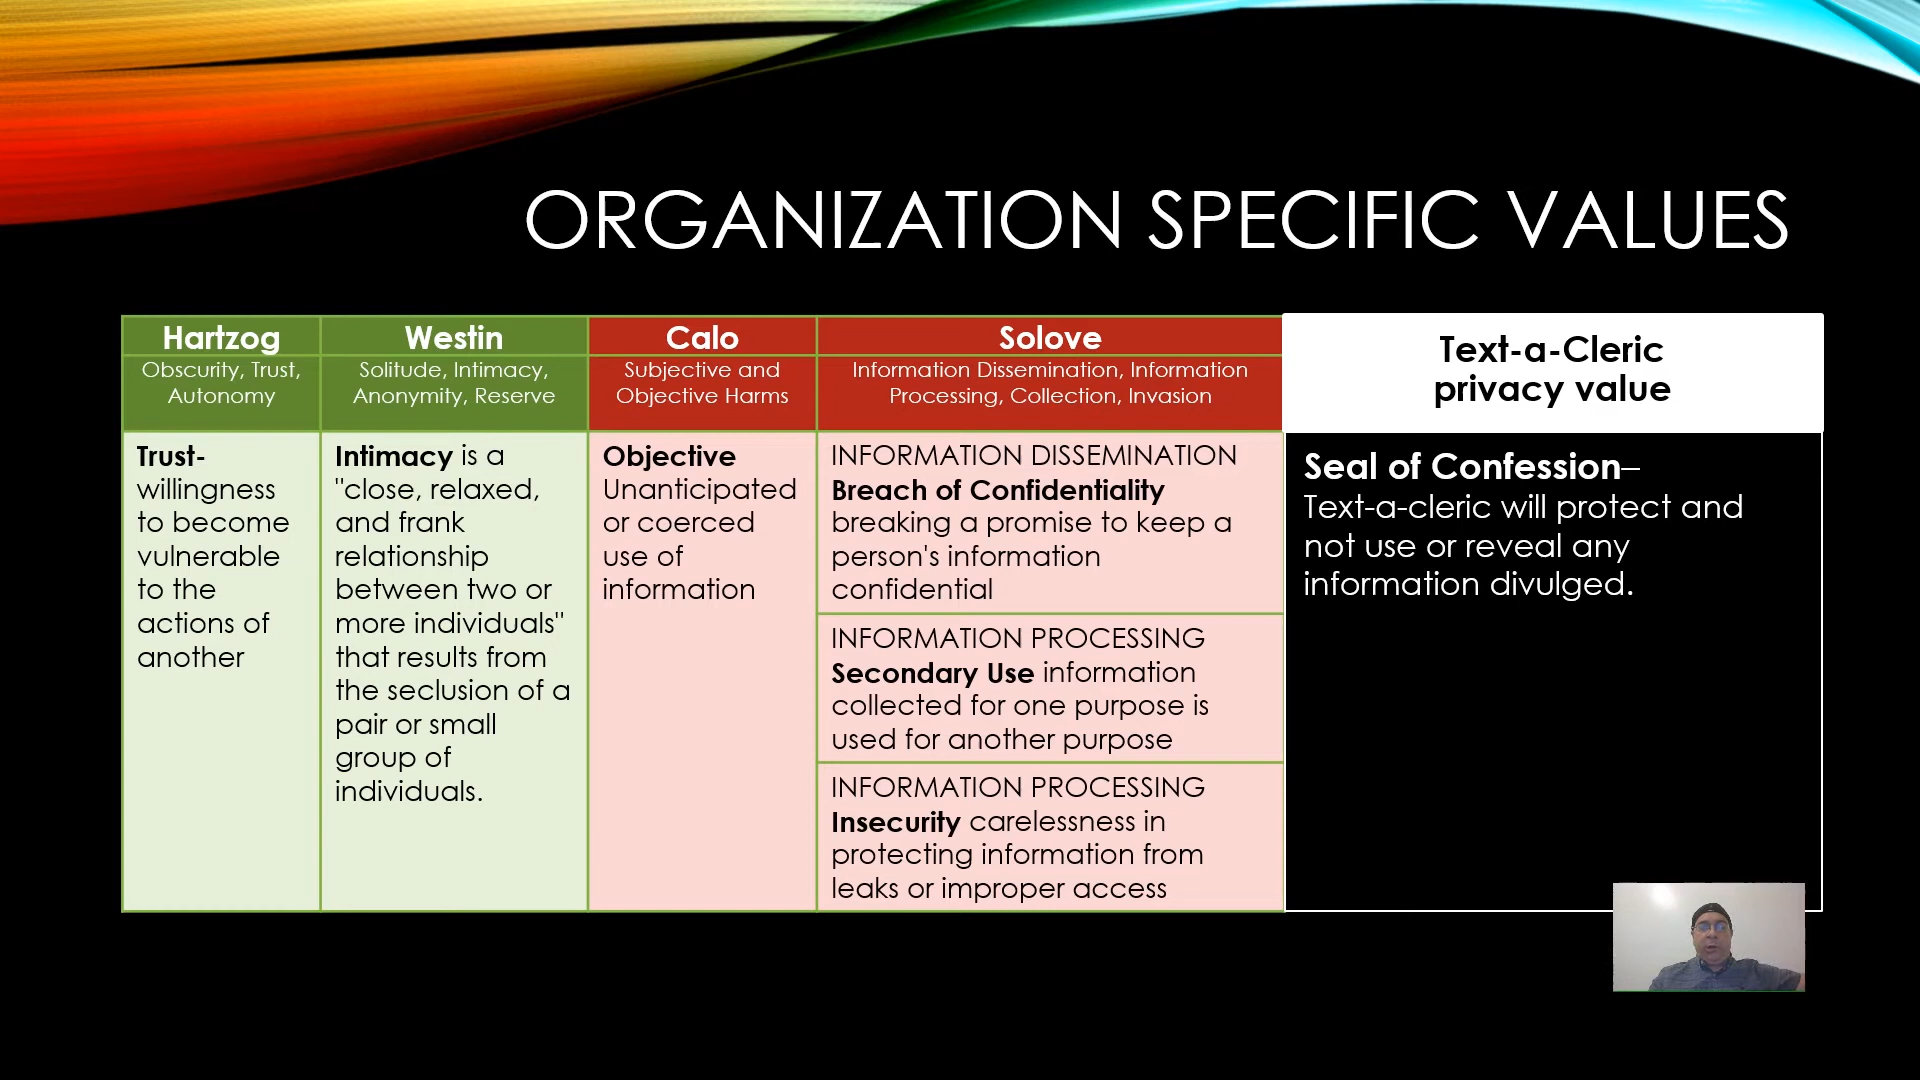 ORGANIZATION SPECIFIC VALUES
Hartzog
Obscurity, Trust,
Autonomy
Westin
Solitude, Intimacy,
Anonymity, Reserve
Calo
Subjective and
Objective Harms
Solove
Information Dissemination, Information
Processing, Collection, Invasion
Text-a-Cleric
privacy value
Trust-
willingness
to become
vulnerable
to the
actions of
another
Intimacy is a
"close, relaxed,
and frank
relationship
between two or
more individuals"
that results from
the seclusion of a
pair or small
group of
individuals.
Objective
Unanticipated
or coerced
use of
information
INFORMATION DISSEMINATION
Breach of Confidentiality
breaking a promise to keep a
person's information
confidential
INFORMATION PROCESSING
Secondary Use information
collected for one purpose is
used for another purpose
INFORMATION PROCESSING
Insecurity carelessness in
protecting information from
leaks or improper access
Seal of Confession–
Text-a-cleric will protect and
not use or reveal any
information divulged.